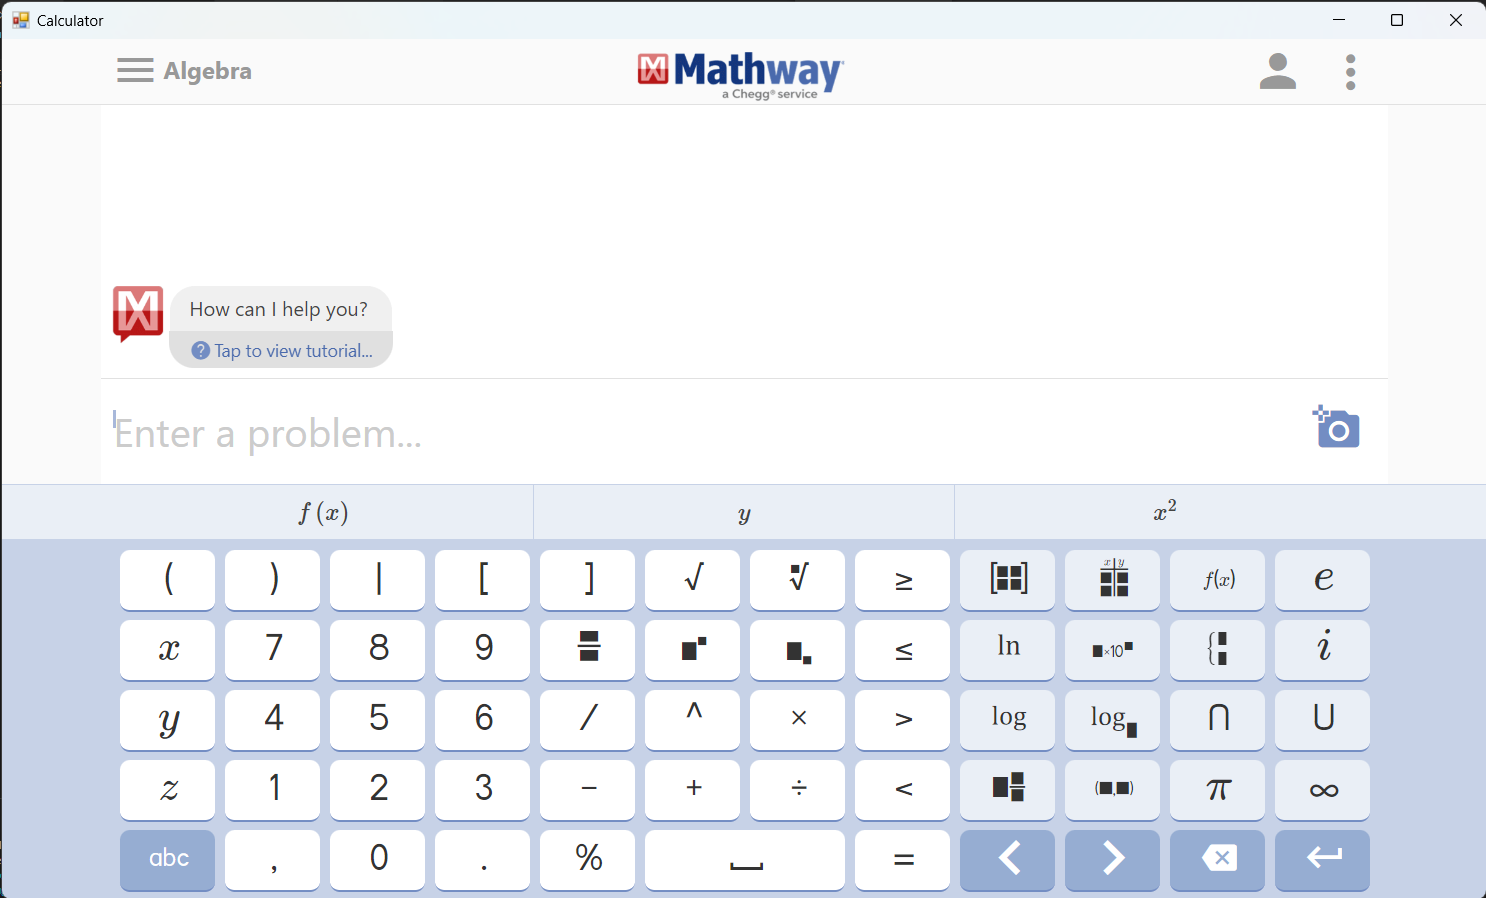 Calculator
Algebra
Mathway
a Chegg® service
How can I help you?
? Tap to view tutorial...
Enter a problem...
f (x) y x²
( ) | [ ] √ √ ≥ [ ] x y f(x) e
x 7 8 9 ≤ ln ×10 { i
y 4 5 6 / ^ × > log log ∩ ∪
z 1 2 3 − + ÷ < (,) π ∞
abc , 0 . % =